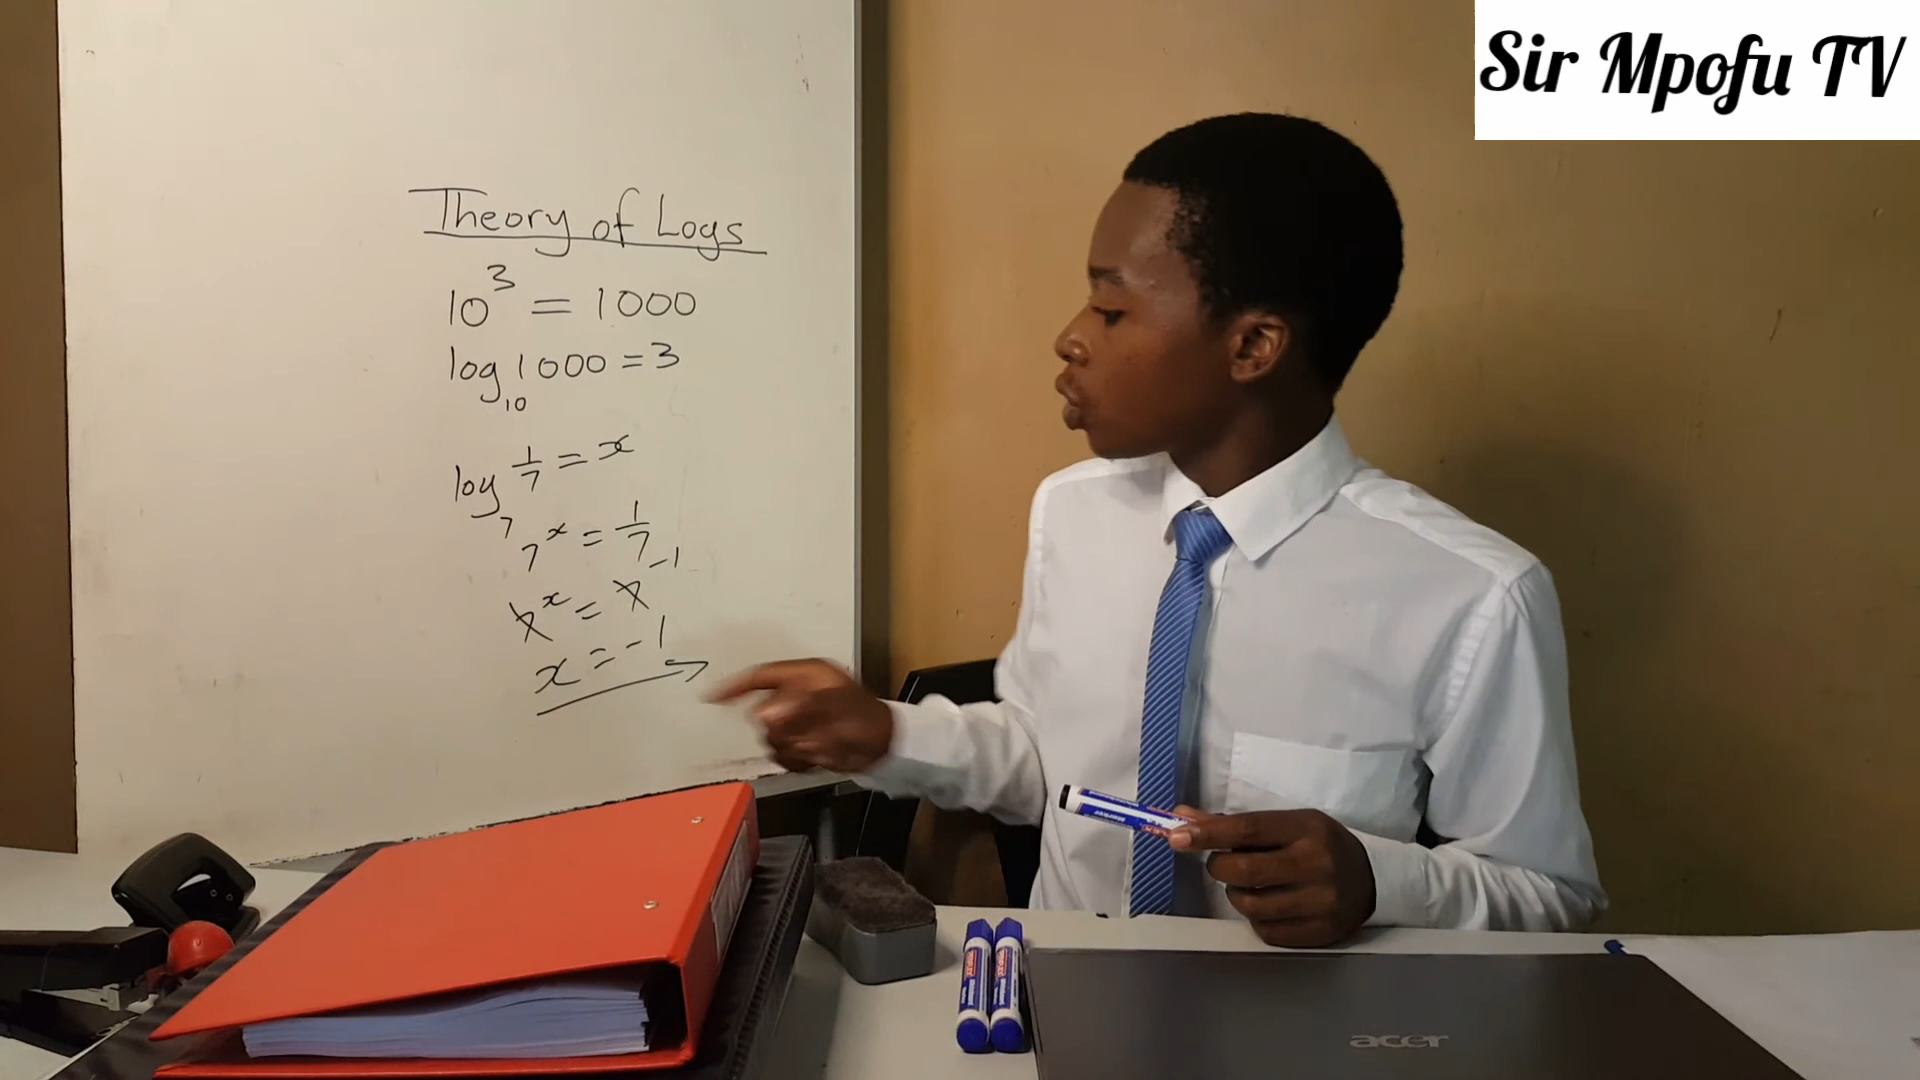 Sir Mpofu TV
Theory of Logs
10³ = 1000
log₁₀ 1000 = 3
log₇ 1/7 = x
7ˣ = 1/7
7ˣ = 7⁻¹
x = -1
acer